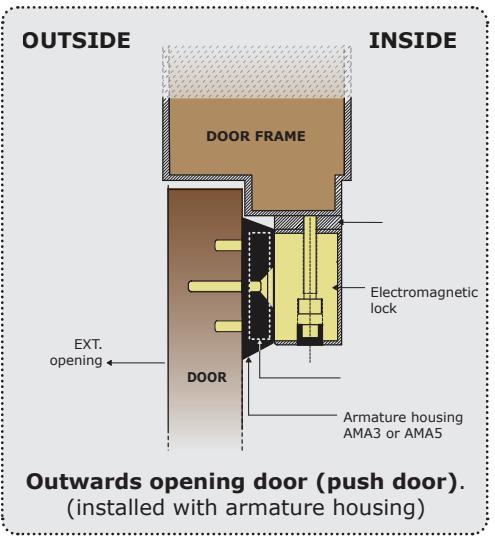 OUTSIDE
INSIDE
DOOR FRAME
Electromagnetic
lock
EXT.
opening
DOOR
Armature housing
AMA3 or AMA5
Outwards opening door (push door).
(installed with armature housing)